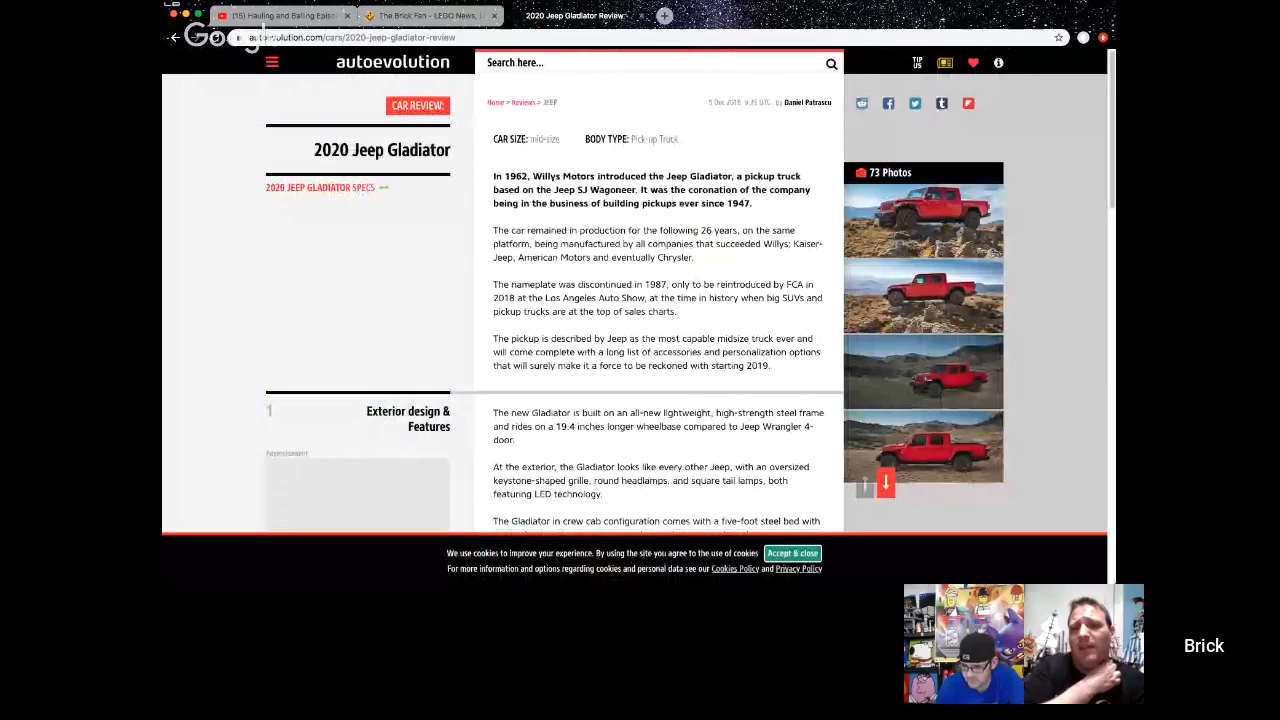 (15) Hauling and Balling Episo
The Brick Fan - LEGO News,
2020 Jeep Gladiator Review
Google
autoevolution.com/cars/2020-jeep-gladiator-review
autoevolution
Search here...
TIP US
CAR REVIEW:
Home > Reviews > JEEP
by Daniel Patrascu
CAR SIZE: mid-size
BODY TYPE: Pick-up Truck
2020 Jeep Gladiator
2020 JEEP GLADIATOR SPECS
73 Photos
In 1962, Willys Motors introduced the Jeep Gladiator, a pickup truck
based on the Jeep SJ Wagoneer. It was the coronation of the company
being in the business of building pickups ever since 1947.
The car remained in production for the following 26 years, on the same
platform, being manufactured by all companies that succeeded Willys: Kaiser-
Jeep, American Motors and eventually Chrysler.
The nameplate was discontinued in 1987, only to be reintroduced by FCA in
2018 at the Los Angeles Auto Show, at the time in history when big SUVs and
pickup trucks are at the top of sales charts.
The pickup is described by Jeep as the most capable midsize truck ever and
will come complete with a long list of accessories and personalization options
that will surely make it a force to be reckoned with starting 2019.
1
Exterior design &
Features
Advertisement
The new Gladiator is built on an all-new lightweight, high-strength steel frame
and rides on a 19.4 inches longer wheelbase compared to Jeep Wrangler 4-
door.
At the exterior, the Gladiator looks like every other Jeep, with an oversized
keystone-shaped grille, round headlamps, and square tail lamps, both
featuring LED technology.
The Gladiator in crew cab configuration comes with a five-foot steel bed with
We use cookies to improve your experience. By using the site you agree to the use of cookies
Accept & close
For more information and options regarding cookies and personal data see our Cookies Policy and Privacy Policy
Brick